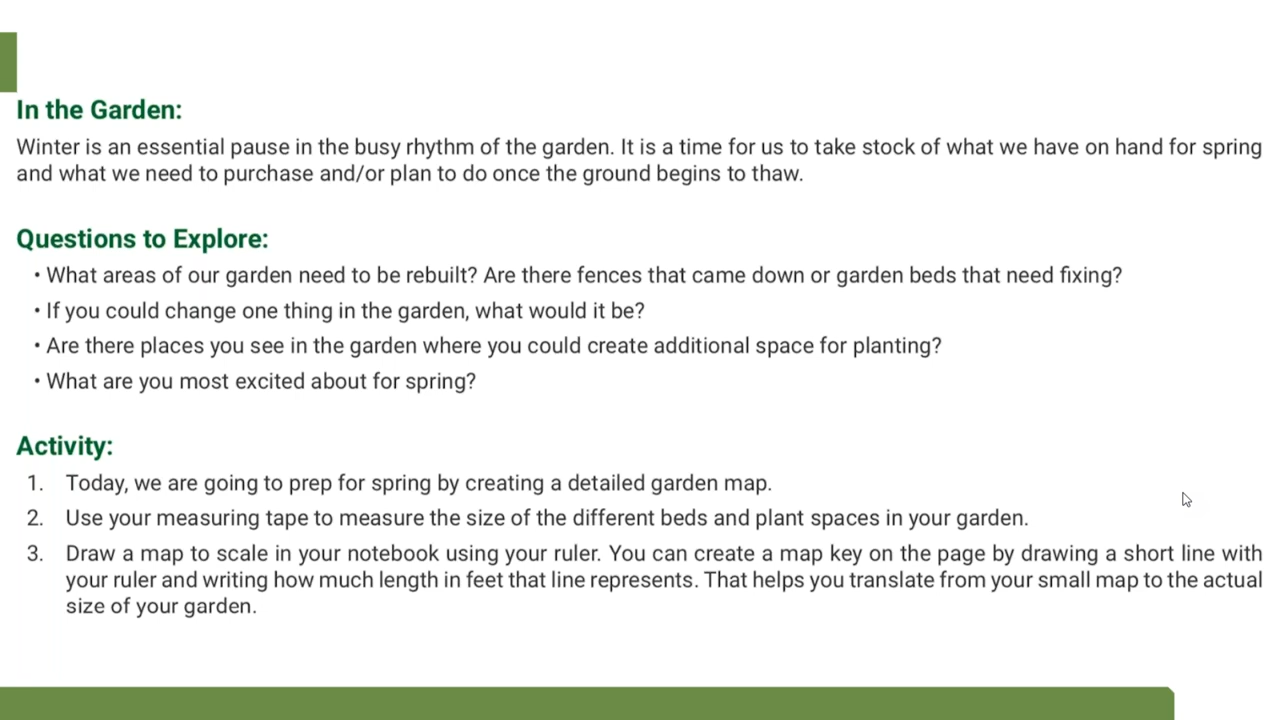 In the Garden:
Winter is an essential pause in the busy rhythm of the garden. It is a time for us to take stock of what we have on hand for spring
and what we need to purchase and/or plan to do once the ground begins to thaw.
Questions to Explore:
• What areas of our garden need to be rebuilt? Are there fences that came down or garden beds that need fixing?
• If you could change one thing in the garden, what would it be?
• Are there places you see in the garden where you could create additional space for planting?
• What are you most excited about for spring?
Activity:
1. Today, we are going to prep for spring by creating a detailed garden map.
2. Use your measuring tape to measure the size of the different beds and plant spaces in your garden.
3. Draw a map to scale in your notebook using your ruler. You can create a map key on the page by drawing a short line with
your ruler and writing how much length in feet that line represents. That helps you translate from your small map to the actual
size of your garden.